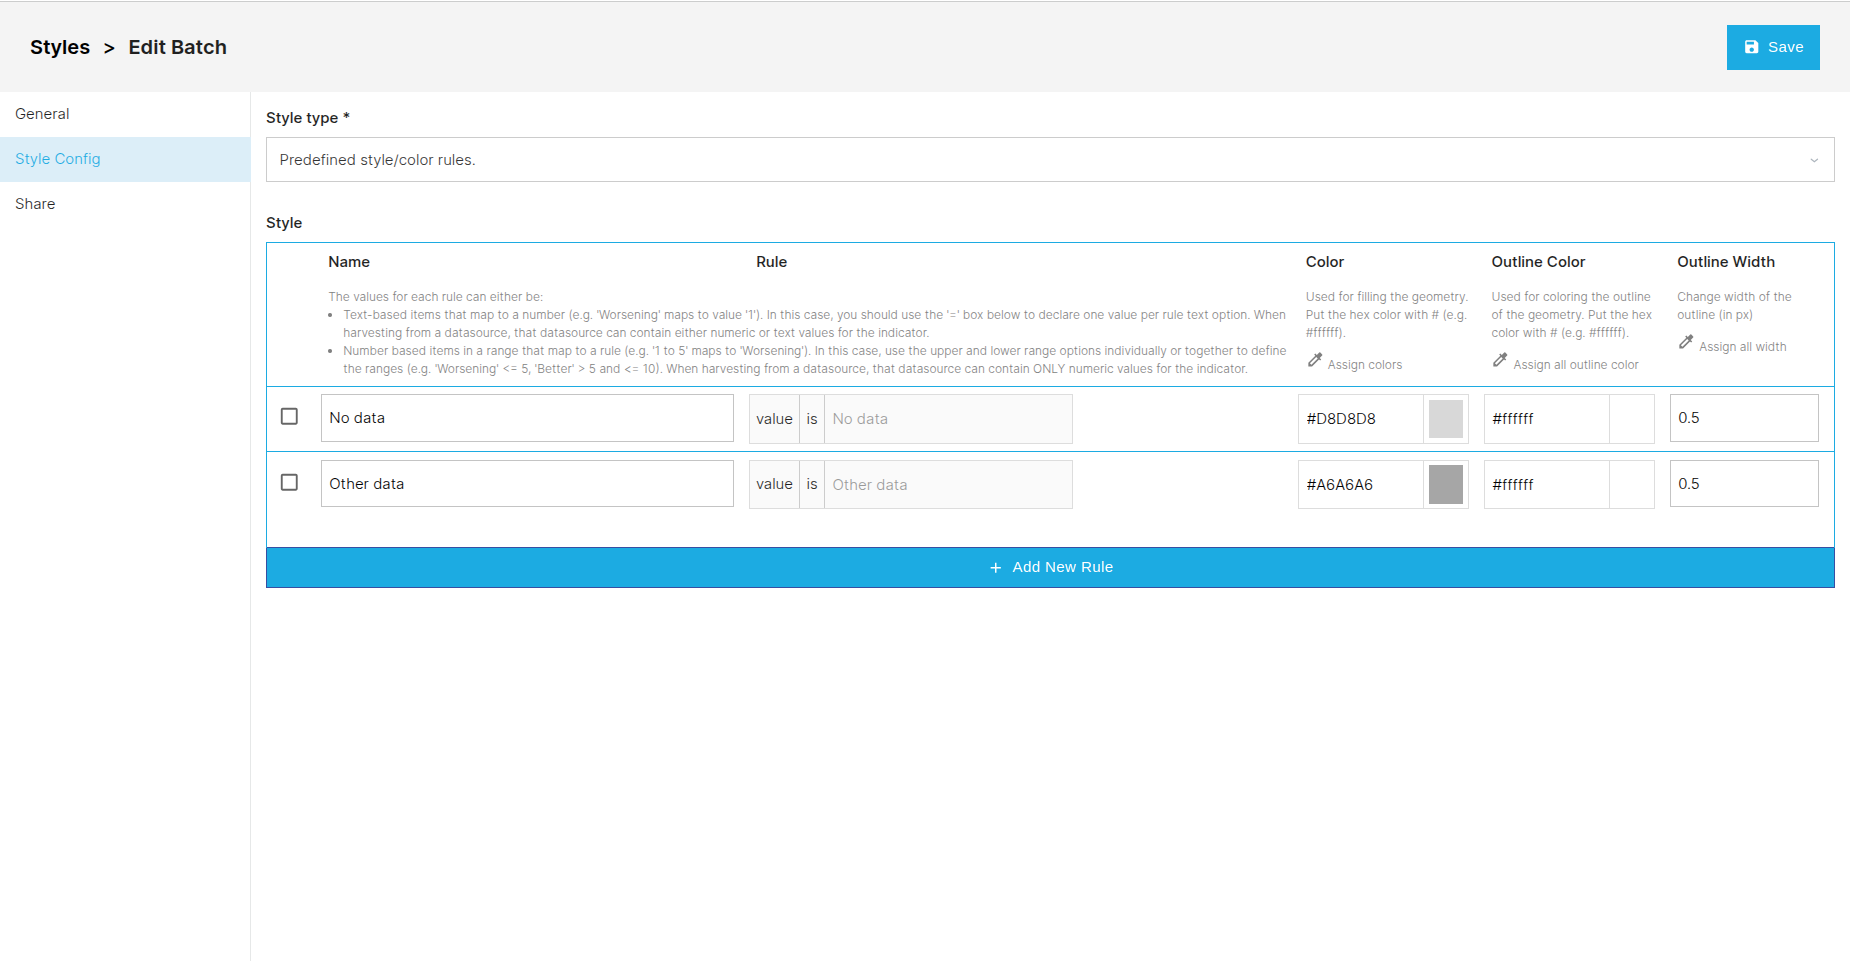 Styles > Edit Batch
Save
General
Style Config
Share
Style type *
Predefined style/color rules.
Style
Name Rule Color Outline Color Outline Width
The values for each rule can either be:
• Text-based items that map to a number (e.g. 'Worsening' maps to value '1'). In this case, you should use the '=' box below to declare one value per rule text option. When
harvesting from a datasource, that datasource can contain either numeric or text values for the indicator.
• Number based items in a range that map to a rule (e.g. '1 to 5' maps to 'Worsening'). In this case, use the upper and lower range options individually or together to define
the ranges (e.g. 'Worsening' <= 5, 'Better' > 5 and <= 10). When harvesting from a datasource, that datasource can contain ONLY numeric values for the indicator.
Used for filling the geometry.
Put the hex color with # (e.g.
#ffffff).
Assign colors
Used for coloring the outline
of the geometry. Put the hex
color with # (e.g. #ffffff).
Assign all outline color
Change width of the
outline (in px)
Assign all width
No data value is No data #D8D8D8 #ffffff 0.5
Other data value is Other data #A6A6A6 #ffffff 0.5
+ Add New Rule